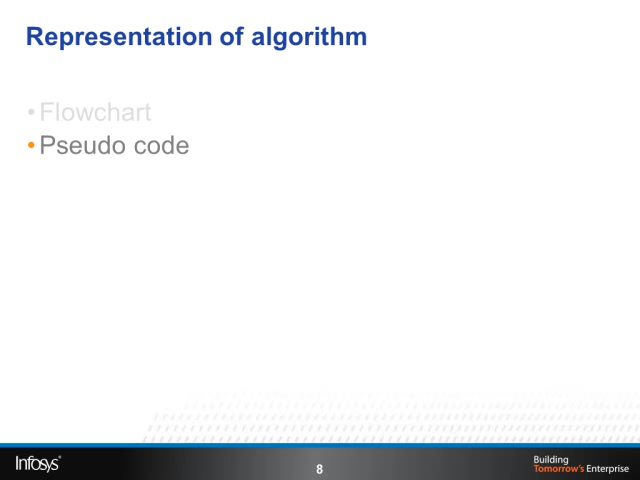 Representation of algorithm
• Flowchart
• Pseudo code
Infosys®
8
Building
Tomorrow's Enterprise